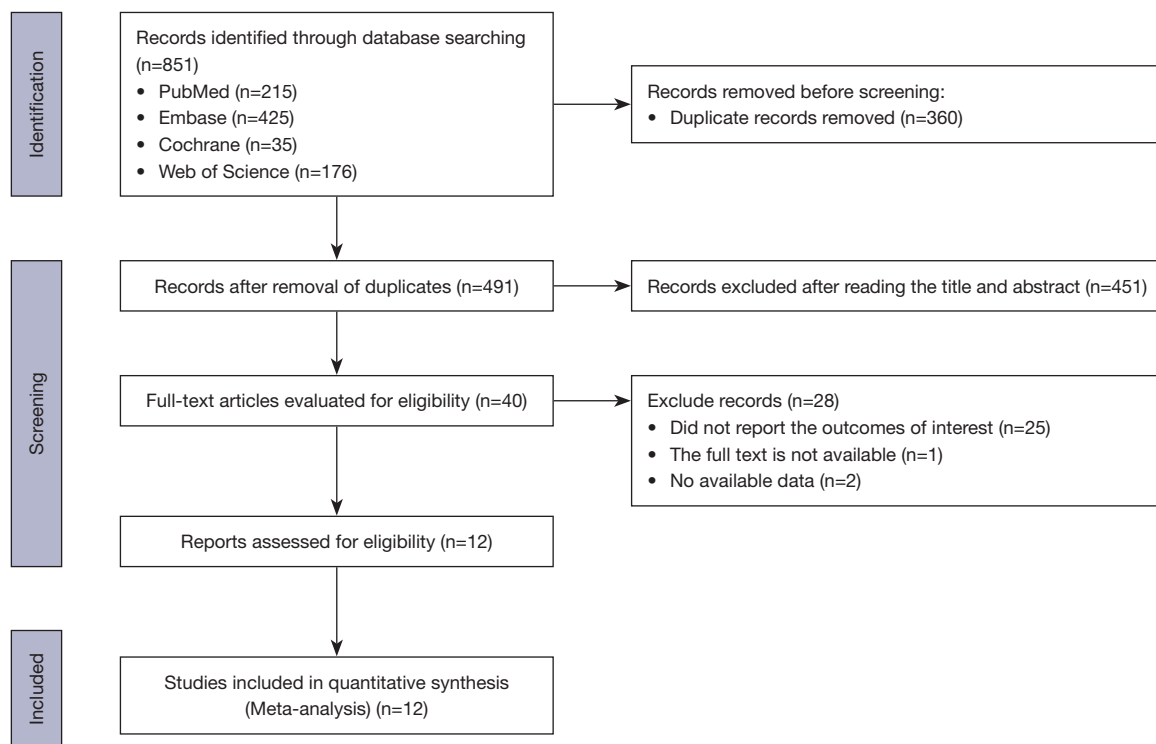 Identification
Records identified through database searching
(n=851)
• PubMed (n=215)
• Embase (n=425)
• Cochrane (n=35)
• Web of Science (n=176)
Records removed before screening:
• Duplicate records removed (n=360)
Screening
Records after removal of duplicates (n=491)
Records excluded after reading the title and abstract (n=451)
Full-text articles evaluated for eligibility (n=40)
Exclude records (n=28)
• Did not report the outcomes of interest (n=25)
• The full text is not available (n=1)
• No available data (n=2)
Reports assessed for eligibility (n=12)
Included
Studies included in quantitative synthesis
(Meta-analysis) (n=12)